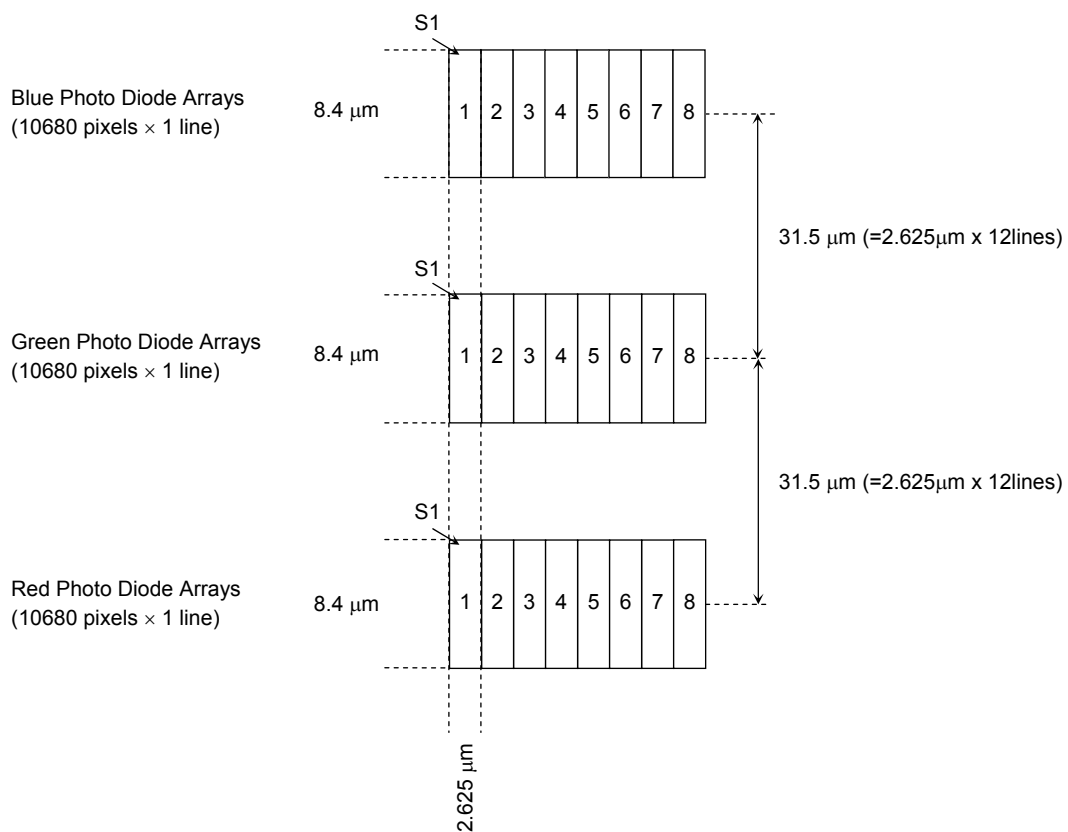 S1
Blue Photo Diode Arrays
(10680 pixels × 1 line)
8.4 μm
1 2 3 4 5 6 7 8
31.5 μm (=2.625μm x 12lines)
S1
Green Photo Diode Arrays
(10680 pixels × 1 line)
8.4 μm
1 2 3 4 5 6 7 8
31.5 μm (=2.625μm x 12lines)
S1
Red Photo Diode Arrays
(10680 pixels × 1 line)
8.4 μm
1 2 3 4 5 6 7 8
2.625 μm